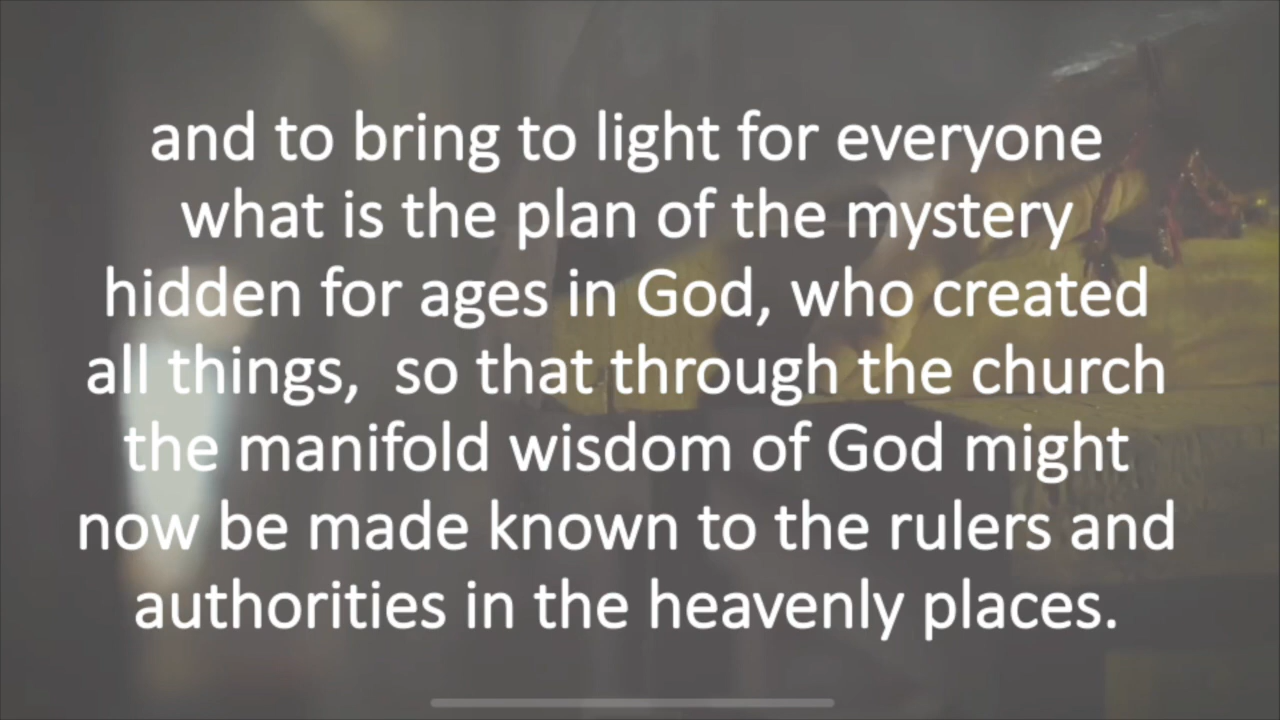 and to bring to light for everyone
what is the plan of the mystery
hidden for ages in God, who created
all things,  so that through the church
the manifold wisdom of God might
now be made known to the rulers and
authorities in the heavenly places.